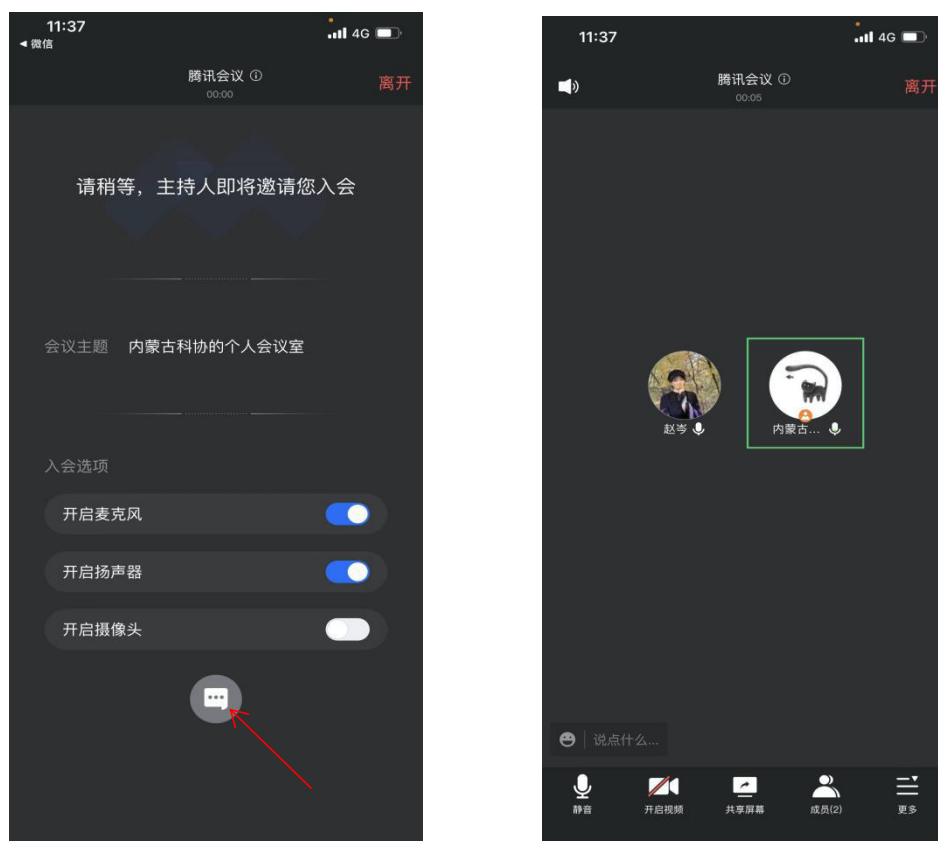 11:37
4G
◀ 微信
腾讯会议
00:00
离开
请稍等，主持人即将邀请您入会
会议主题 内蒙古科协的个人会议室
入会选项
开启麦克风
开启扬声器
开启摄像头
11:37
4G
腾讯会议
00:05
离开
赵岑
内蒙古...
说点什么...
静音
开启视频
共享屏幕
成员(2)
更多